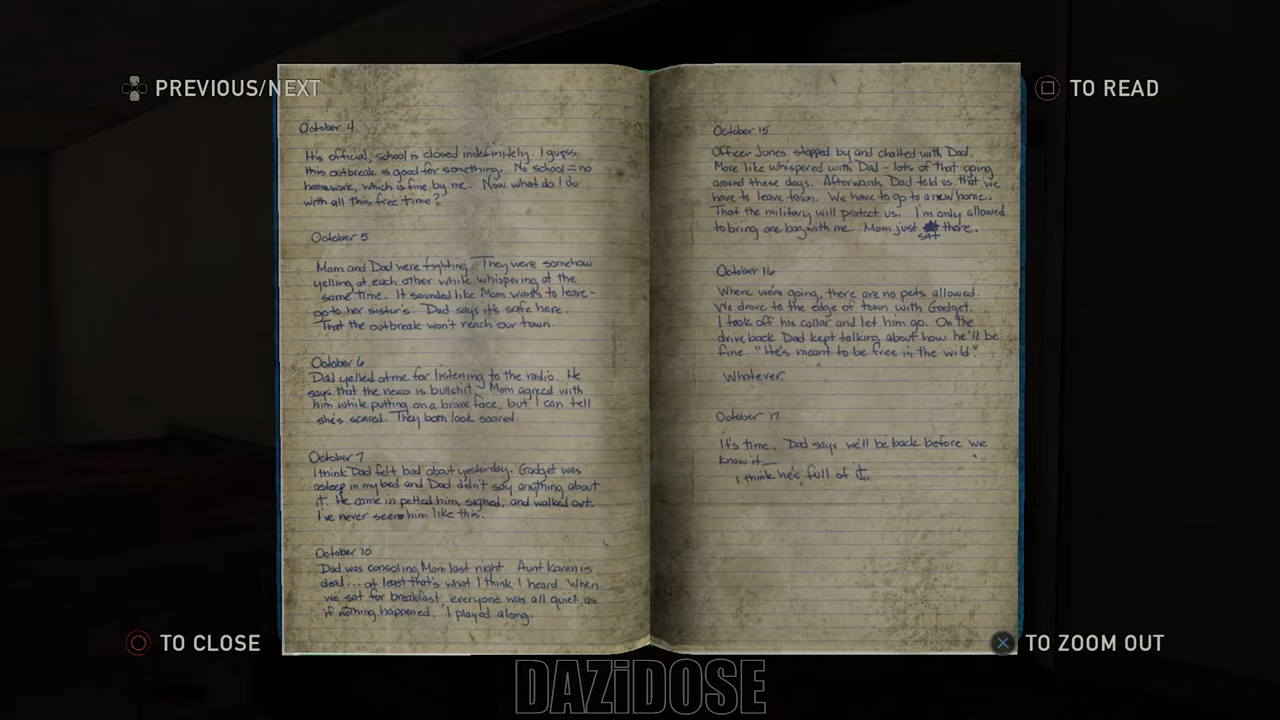 PREVIOUS/NEXT
TO READ
October 4
It's official, school is closed indefinitely. I guess
this outbreak is good for something. No school = no
homework, which is fine by me. Now what do I do
with all this free time?
October 5
Mom and Dad were fighting. They were somehow
yelling at each other while whispering at the
same time. It sounded like Mom wants to leave -
go to her sister's. Dad says it's safe here.
That the outbreak won't reach our town.
October 6
Dad yelled at me for listening to the radio. He
says that the news is bullshit. Mom agreed with
him while putting on a brave face, but I can tell
she's scared. They both look scared.
October 7
I think Dad felt bad about yesterday. Gadget was
asleep in my bed and Dad didn't say anything about
it. He came in petted him, sighed, and walked out.
I've never seen him like this.
October 10
Dad was consoling Mom last night. Aunt Karen is
dead... at least that's what I think I heard. When
we sat for breakfast, everyone was all quiet as
if nothing happened. I played along.
October 15
Officer Jones stopped by and chatted with Dad.
More like whispered with Dad - lots of that going
around these days. Afterwards Dad told us that we
have to leave town. We have to go to a new home.
That the military will protect us. I'm only allowed
to bring one bag with me. Mom just sat there.
October 16
Where we're going, there are no pets allowed.
We drove to the edge of town with Gadget.
I took off his collar and let him go. On the
drive back Dad kept talking about how he'll be
fine. "He's meant to be free in the wild."
Whatever.
October 17
It's time. Dad says we'll be back before we
know it
I think he's full of it.
TO CLOSE
TO ZOOM OUT
DAZiDOSE